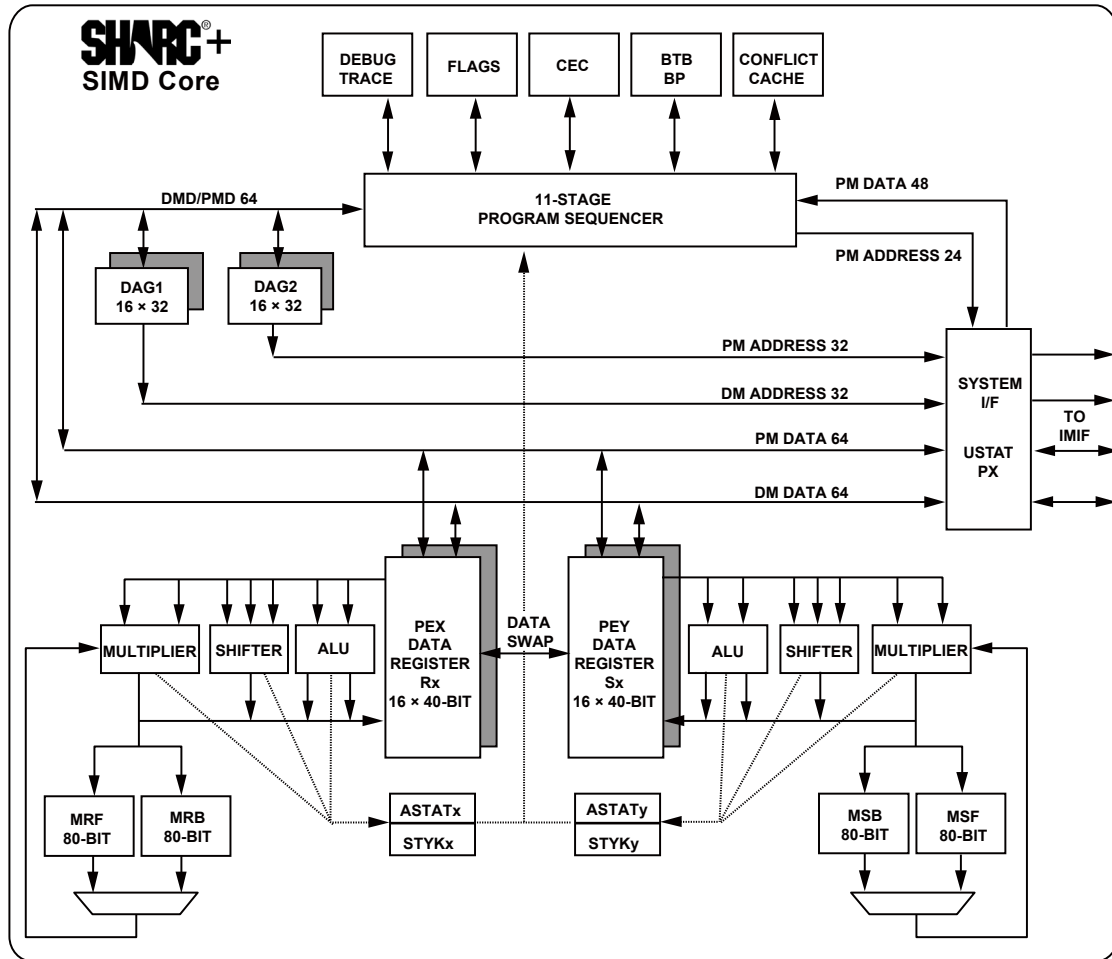 SHARC®+
SIMD Core
DEBUG
TRACE
FLAGS
CEC
BTB
BP
CONFLICT
CACHE
DMD/PMD 64
11-STAGE
PROGRAM SEQUENCER
PM DATA 48
PM ADDRESS 24
DAG1
16 × 32
DAG2
16 × 32
PM ADDRESS 32
DM ADDRESS 32
PM DATA 64
DM DATA 64
SYSTEM
I/F
USTAT
PX
TO
IMIF
MULTIPLIER
SHIFTER
ALU
PEX
DATA
REGISTER
Rx
16 × 40-BIT
DATA
SWAP
PEY
DATA
REGISTER
Sx
16 × 40-BIT
ALU
SHIFTER
MULTIPLIER
MRF
80-BIT
MRB
80-BIT
ASTATx
STYKx
ASTATy
STYKy
MSB
80-BIT
MSF
80-BIT